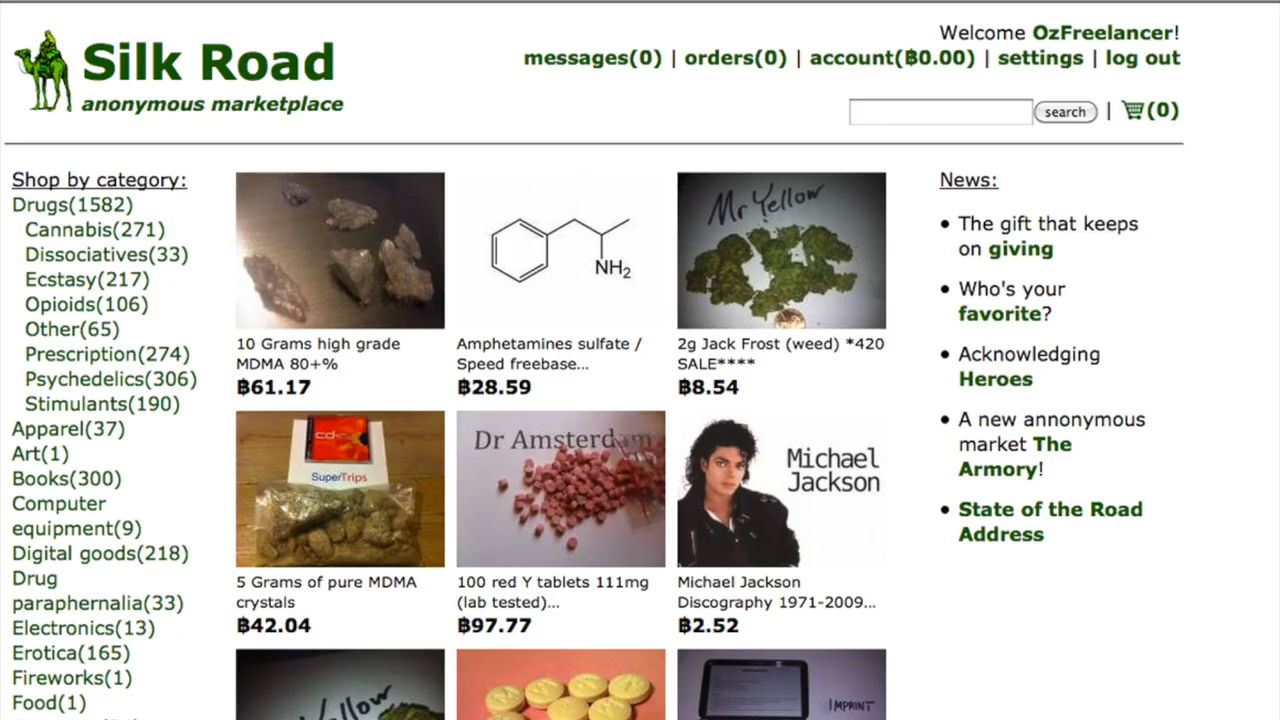 Silk Road
anonymous marketplace
Welcome OzFreelancer!
messages(0) | orders(0) | account(฿0.00) | settings | log out
search | (0)
Shop by category:
Drugs(1582)
Cannabis(271)
Dissociatives(33)
Ecstasy(217)
Opioids(106)
Other(65)
Prescription(274)
Psychedelics(306)
Stimulants(190)
Apparel(37)
Art(1)
Books(300)
Computer
equipment(9)
Digital goods(218)
Drug
paraphernalia(33)
Electronics(13)
Erotica(165)
Fireworks(1)
Food(1)
10 Grams high grade
MDMA 80+%
฿61.17
NH2
Amphetamines sulfate /
Speed freebase...
฿28.59
Mr Yellow
2g Jack Frost (weed) *420
SALE****
฿8.54
SuperTrips
5 Grams of pure MDMA
crystals
฿42.04
Dr Amsterdam
100 red Y tablets 111mg
(lab tested)...
฿97.77
Michael
Jackson
Michael Jackson
Discography 1971-2009...
฿2.52
Yellow
IMPRINT
News:
• The gift that keeps
on giving
• Who's your
favorite?
• Acknowledging
Heroes
• A new annonymous
market The
Armory!
• State of the Road
Address